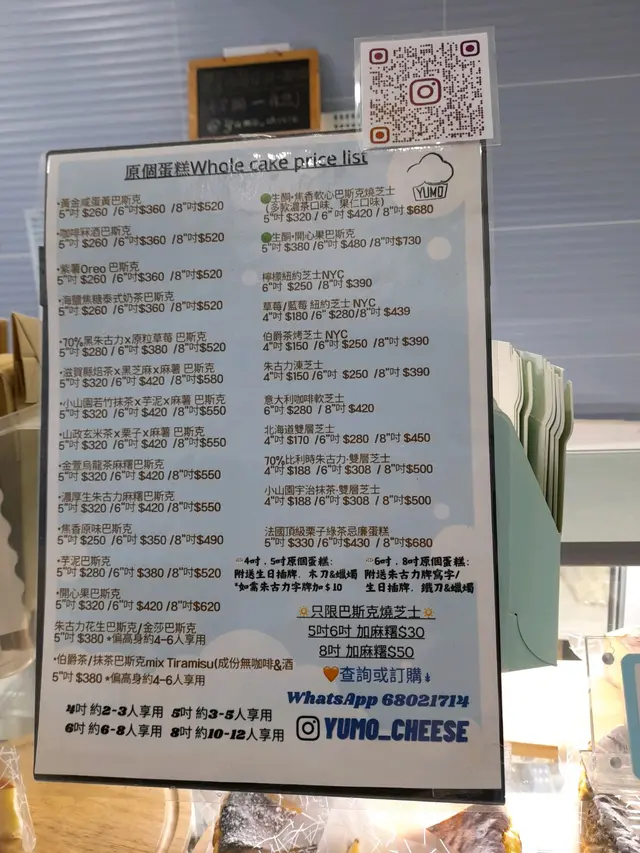 @yumo_cheese
原個蛋糕Whole cake price list
YUMO
•黃金咸蛋黃巴斯克
5"吋 $260 /6"吋$360 /8"吋$520
•咖啡冧酒巴斯克
5"吋 $260 /6"吋$360 /8"吋$520
•紫薯Oreo 巴斯克
5"吋 $260 /6"吋$360 /8"吋$520
•海鹽焦糖泰式奶茶巴斯克
5"吋 $260 /6"吋$360 /8"吋$520
•70%黑朱古力x原粒草莓 巴斯克
5"吋 $280 /6"吋 $380 /8"吋$520
•滋賀縣焙茶x黑芝麻x麻薯 巴斯克
5"吋 $320 /6"吋 $420 /8"吋$580
•小山園若竹抹茶x芋泥x麻薯 巴斯克
5"吋 $320 /6"吋 $420 /8"吋$550
•山政玄米茶x栗子x麻薯 巴斯克
5"吋 $320 /6"吋 $420 /8"吋$550
•金萱烏龍茶麻糬巴斯克
5"吋 $320 /6"吋 $420 /8"吋$550
•濃厚生朱古力麻糬巴斯克
5"吋 $320 /6"吋 $420 /8"吋$550
•焦香原味巴斯克
5"吋 $250 /6"吋 $350 /8"吋$490
•芋泥巴斯克
5"吋 $280 /6"吋 $380 /8"吋$520
•開心果巴斯克
5"吋 $320 /6"吋 $420 /8"吋$620
朱古力花生巴斯克/金莎巴斯克
5"吋 $380 *偏高身約4-6人享用
•伯爵茶/抹茶巴斯克mix Tiramisu(成份無咖啡&酒
5"吋 $380 *偏高身約4-6人享用
4吋 約2-3人享用 5吋 約3-5人享用
6吋 約6-8人享用 8吋 約10-12人享用
生酮•焦香軟心巴斯克燒芝士
(多款濃茶口味、果仁口味)
5"吋 $320 / 6"吋 $420 / 8"吋 $680
生酮•開心果巴斯克
5"吋 $380 / 6"吋 $480 / 8"吋$730
檸檬紐約芝士NYC
6"吋 $250 /8"吋 $390
草莓/藍莓 紐約芝士 NYC
4"吋 $180 /6"吋 $280/8"吋 $439
伯爵茶烤芝士 NYC
4"吋 $150 /6"吋 $250 /8"吋 $390
朱古力涷芝士
4"吋 $150 /6"吋 $250 /8"吋 $390
意大利咖啡軟芝士
6"吋 $280 / 8"吋 $420
北海道雙層芝士
4"吋 $170 /6"吋 $280 /8"吋 $450
70%比利時朱古力-雙層芝士
4"吋 $188 /6"吋 $308 / 8"吋$500
小山園宇治抹茶-雙層芝士
4"吋 $188 /6"吋 $308 / 8"吋$500
法國頂級栗子綠茶忌廉蛋糕
5"吋 $330 /6"吋 $430 / 8"吋$680
4吋．5吋原個蛋糕:
附送生日插牌．木刀&蠟燭
*如需朱古力字牌加$10
6吋．8吋原個蛋糕:
附送朱古力牌寫字/
生日插牌．鐵刀&蠟燭
只限巴斯克燒芝士
5吋6吋 加麻糬$30
8吋 加麻糬$50
查詢或訂購
WhatsApp 68021714
YUMO_CHEESE